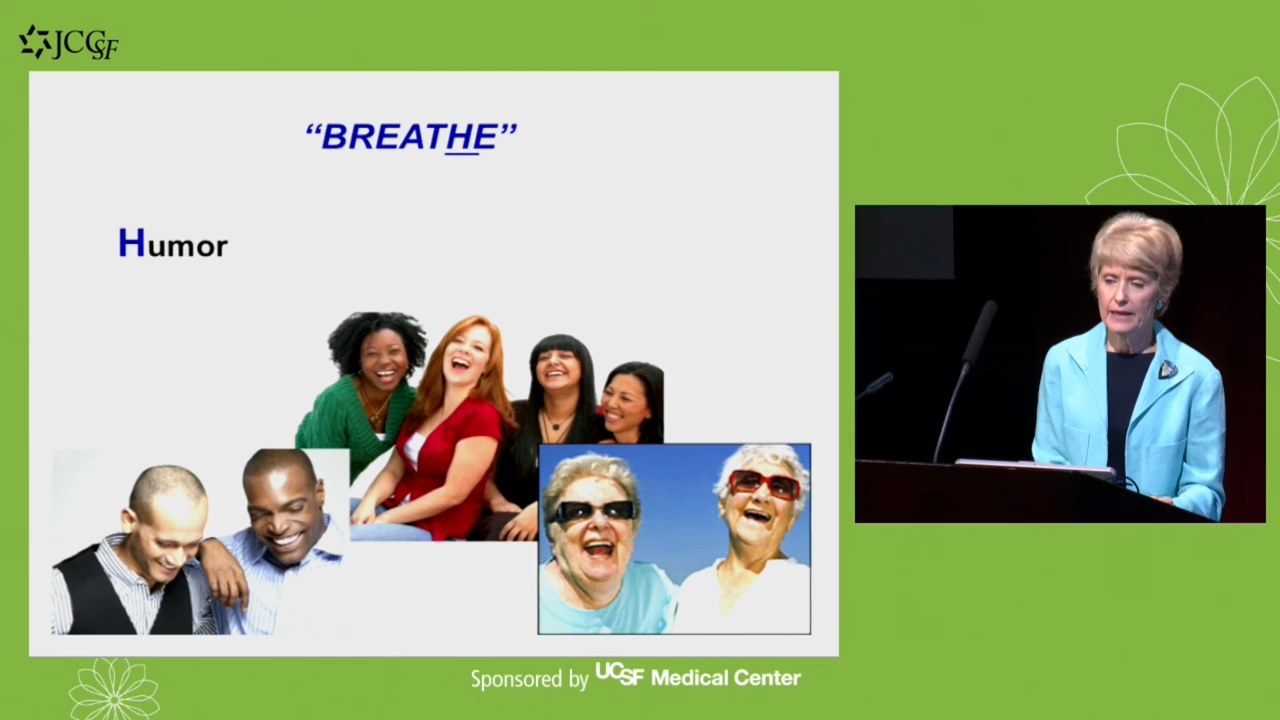 JCCSF
“BREATHE”
Humor
Sponsored by UCSF Medical Center